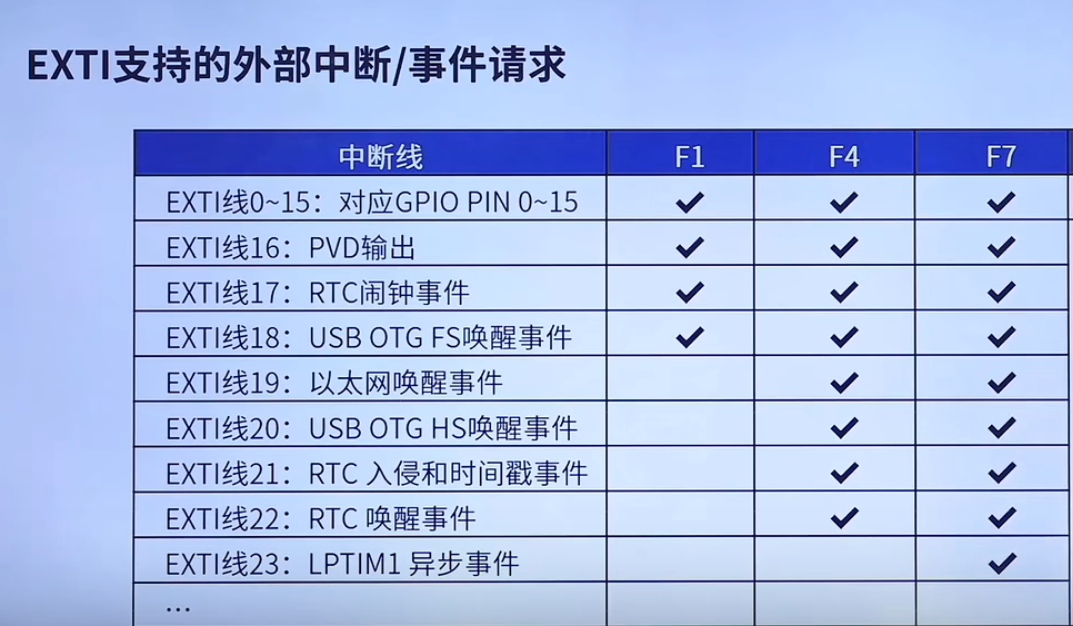 EXTI支持的外部中断/事件请求
中断线 F1 F4 F7
EXTI线0~15：对应GPIO PIN 0~15 ✔ ✔ ✔
EXTI线16：PVD输出 ✔ ✔ ✔
EXTI线17：RTC闹钟事件 ✔ ✔ ✔
EXTI线18：USB OTG FS唤醒事件 ✔ ✔ ✔
EXTI线19：以太网唤醒事件 ✔ ✔
EXTI线20：USB OTG HS唤醒事件 ✔ ✔
EXTI线21：RTC 入侵和时间戳事件 ✔ ✔
EXTI线22：RTC 唤醒事件 ✔ ✔
EXTI线23：LPTIM1 异步事件 ✔
…